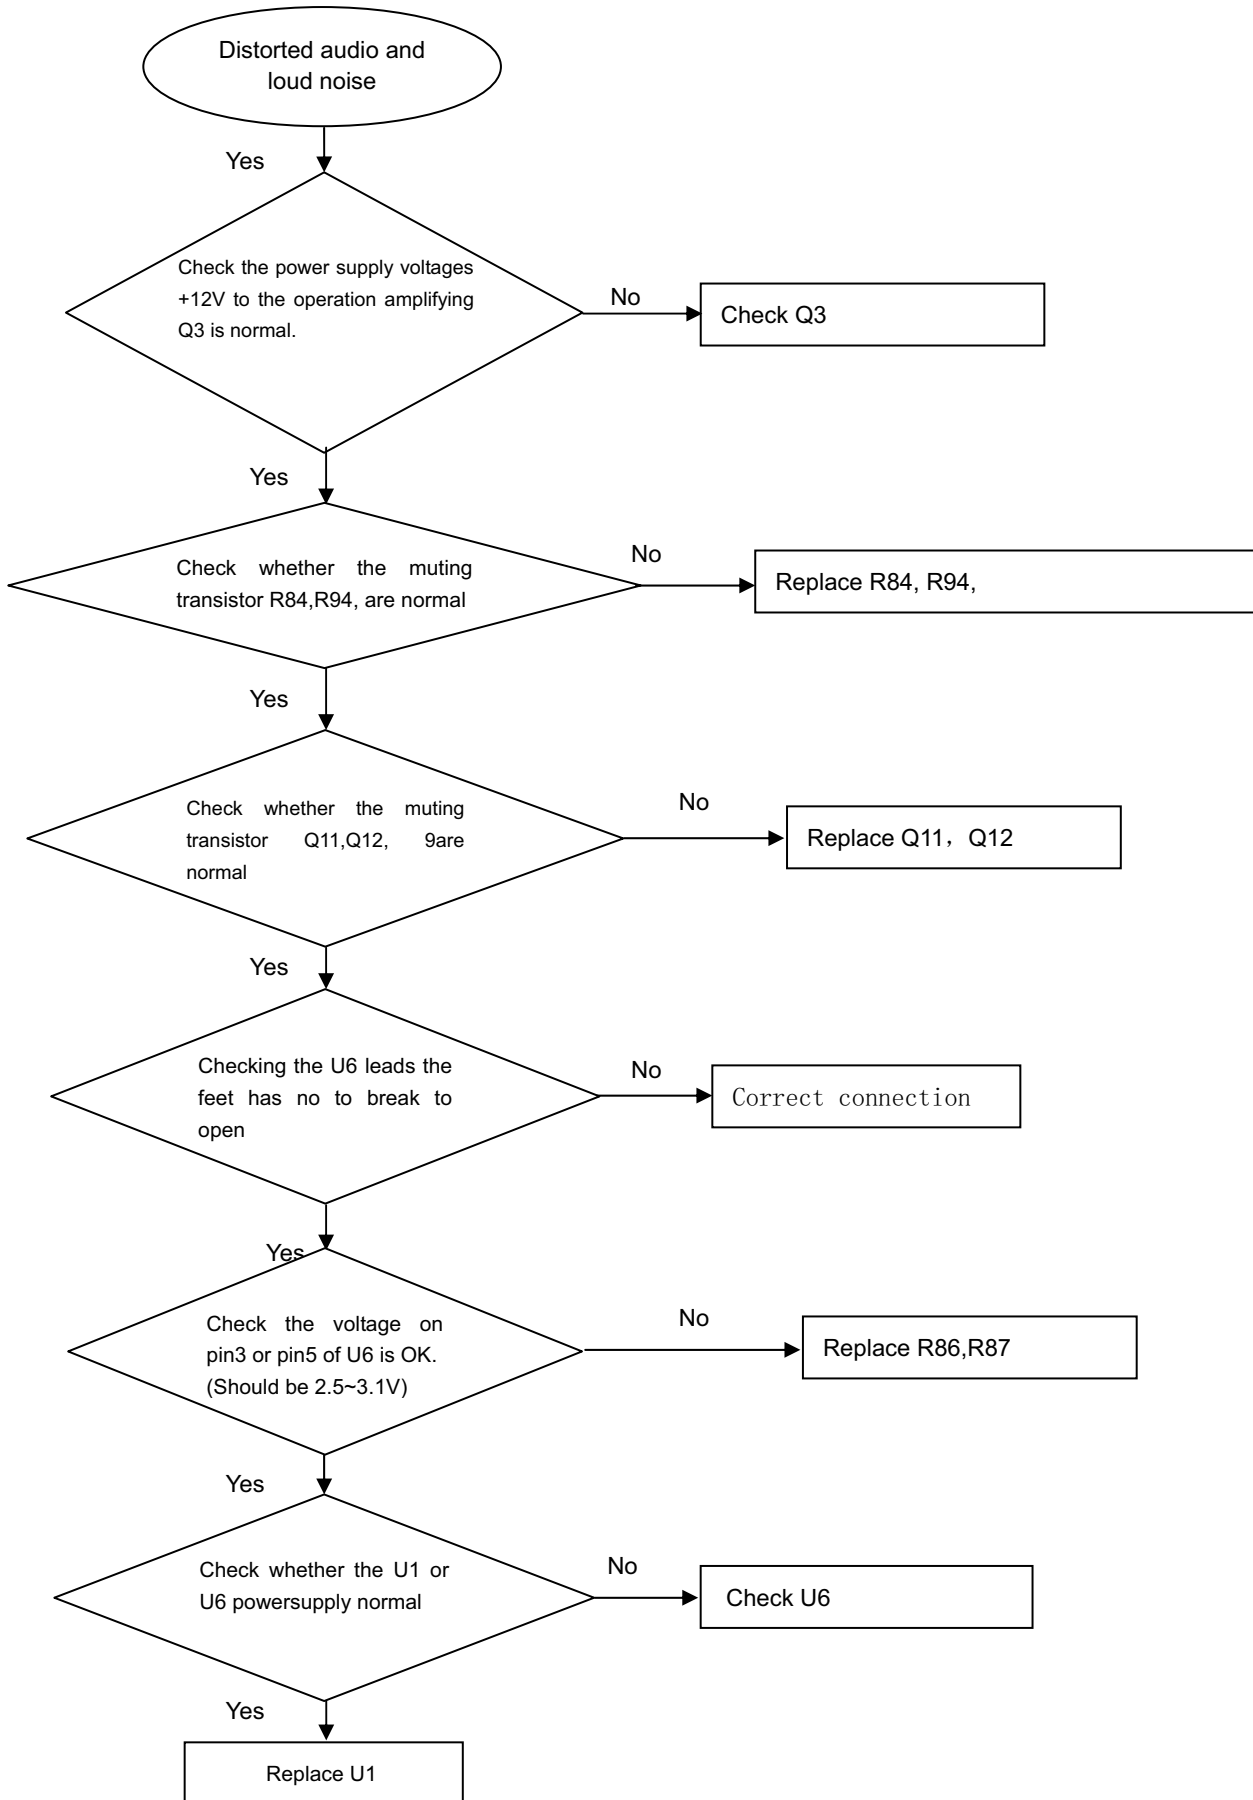 Distorted audio and
loud noise
Yes
Check the power supply voltages
+12V to the operation amplifying
Q3 is normal.
No
Check Q3
Yes
Check whether the muting
transistor R84,R94, are normal
No
Replace R84, R94,
Yes
Check whether the muting
transistor Q11,Q12, 9are
normal
No
Replace Q11，Q12
Yes
Checking the U6 leads the
feet has no to break to
open
No
Correct connection
Yes
Check the voltage on
pin3 or pin5 of U6 is OK.
(Should be 2.5~3.1V)
No
Replace R86,R87
Yes
Check whether the U1 or
U6 powersupply normal
No
Check U6
Yes
Replace U1